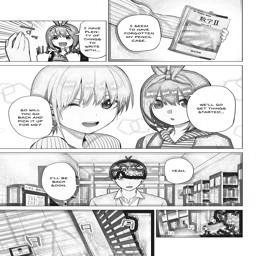 I SEEM
TO HAVE
FORGOTTEN
MY PENCIL
CASE.
数学II
I HAVE
PLEN-
TY OF
THINGS
TO
WRITE
WITH...
WE'LL GO
GET THINGS
STARTED...
SO WILL
YOU GO
BACK AND
PICK IT UP
FOR ME?
YEAH.
I'LL BE
BACK
SOON.